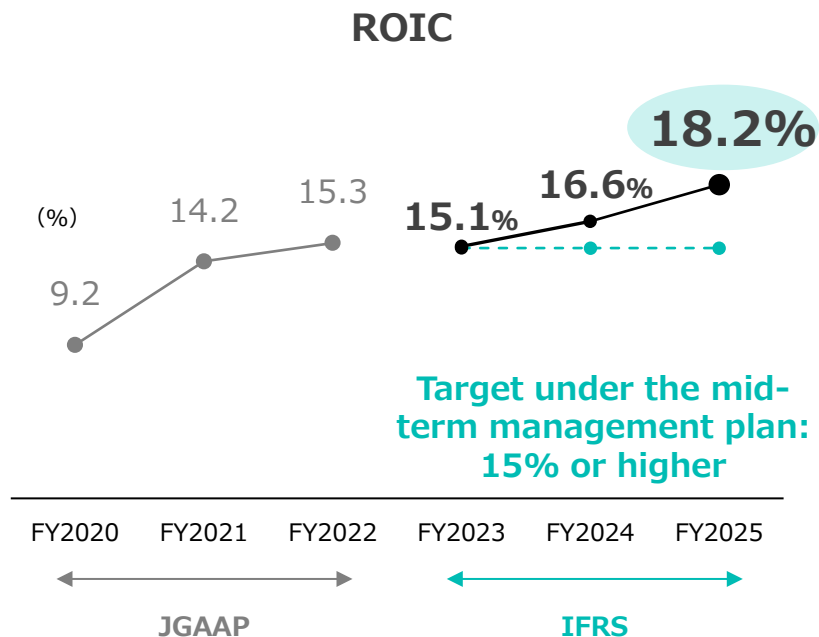 ROIC
18.2%
16.6%
15.1%
15.3
14.2
(%)
9.2
Target under the mid-
term management plan:
15% or higher
FY2020 FY2021 FY2022 FY2023 FY2024 FY2025
JGAAP IFRS